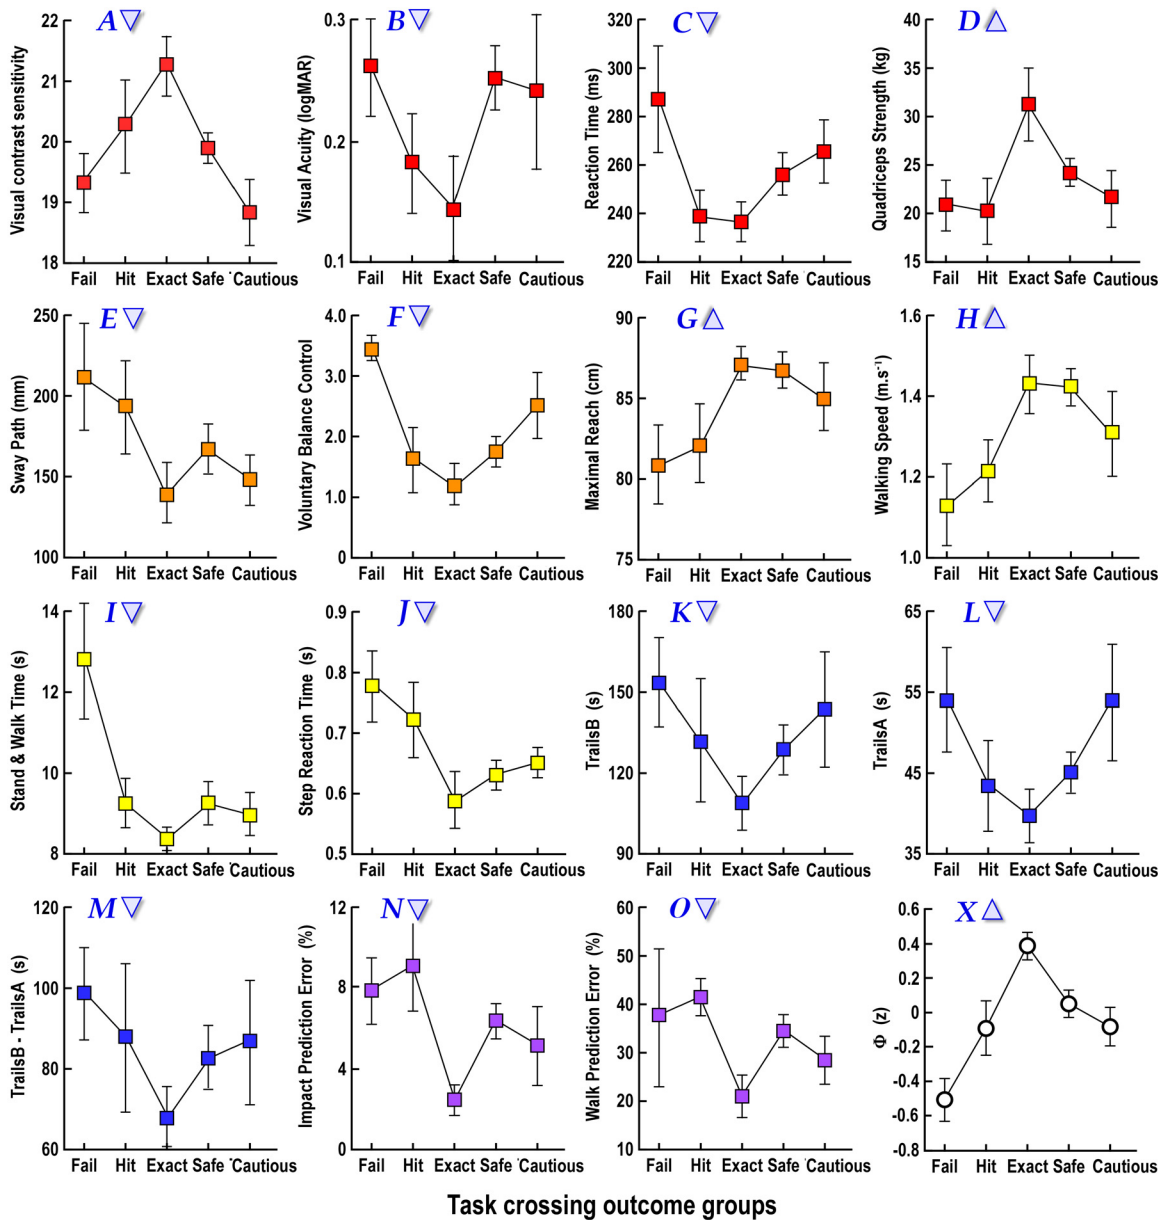 A
Visual contrast sensitivity
22
21
20
19
18
Fail Hit Exact Safe Cautious
B
Visual Acuity (logMAR)
0.3
0.2
0.1
Fail Hit Exact Safe Cautious
C
Reaction Time (ms)
320
300
280
260
240
220
Fail Hit Exact Safe Cautious
D
Quadriceps Strength (kg)
40
35
30
25
20
15
Fail Hit Exact Safe Cautious
E
Sway Path (mm)
250
200
150
100
Fail Hit Exact Safe Cautious
F
Voluntary Balance Control
4.0
3.0
2.0
1.0
0
Fail Hit Exact Safe Cautious
G
Maximal Reach (cm)
90
85
80
75
Fail Hit Exact Safe Cautious
H
Walking Speed (m.s⁻¹)
1.6
1.4
1.2
1.0
Fail Hit Exact Safe Cautious
I
Stand & Walk Time (s)
14
12
10
8
Fail Hit Exact Safe Cautious
J
Step Reaction Time (s)
0.9
0.8
0.7
0.6
0.5
Fail Hit Exact Safe Cautious
K
TrailsB (s)
180
150
120
90
Fail Hit Exact Safe Cautious
L
TrailsA (s)
65
55
45
35
Fail Hit Exact Safe Cautious
M
TrailsB - TrailsA (s)
120
100
80
60
Fail Hit Exact Safe Cautious
N
Impact Prediction Error (%)
12
8
4
0
Fail Hit Exact Safe Cautious
O
Walk Prediction Error (%)
60
50
40
30
20
10
Fail Hit Exact Safe Cautious
X
Φ (z)
0.6
0.4
0.2
0
-0.2
-0.4
-0.6
-0.8
Fail Hit Exact Safe Cautious
Task crossing outcome groups